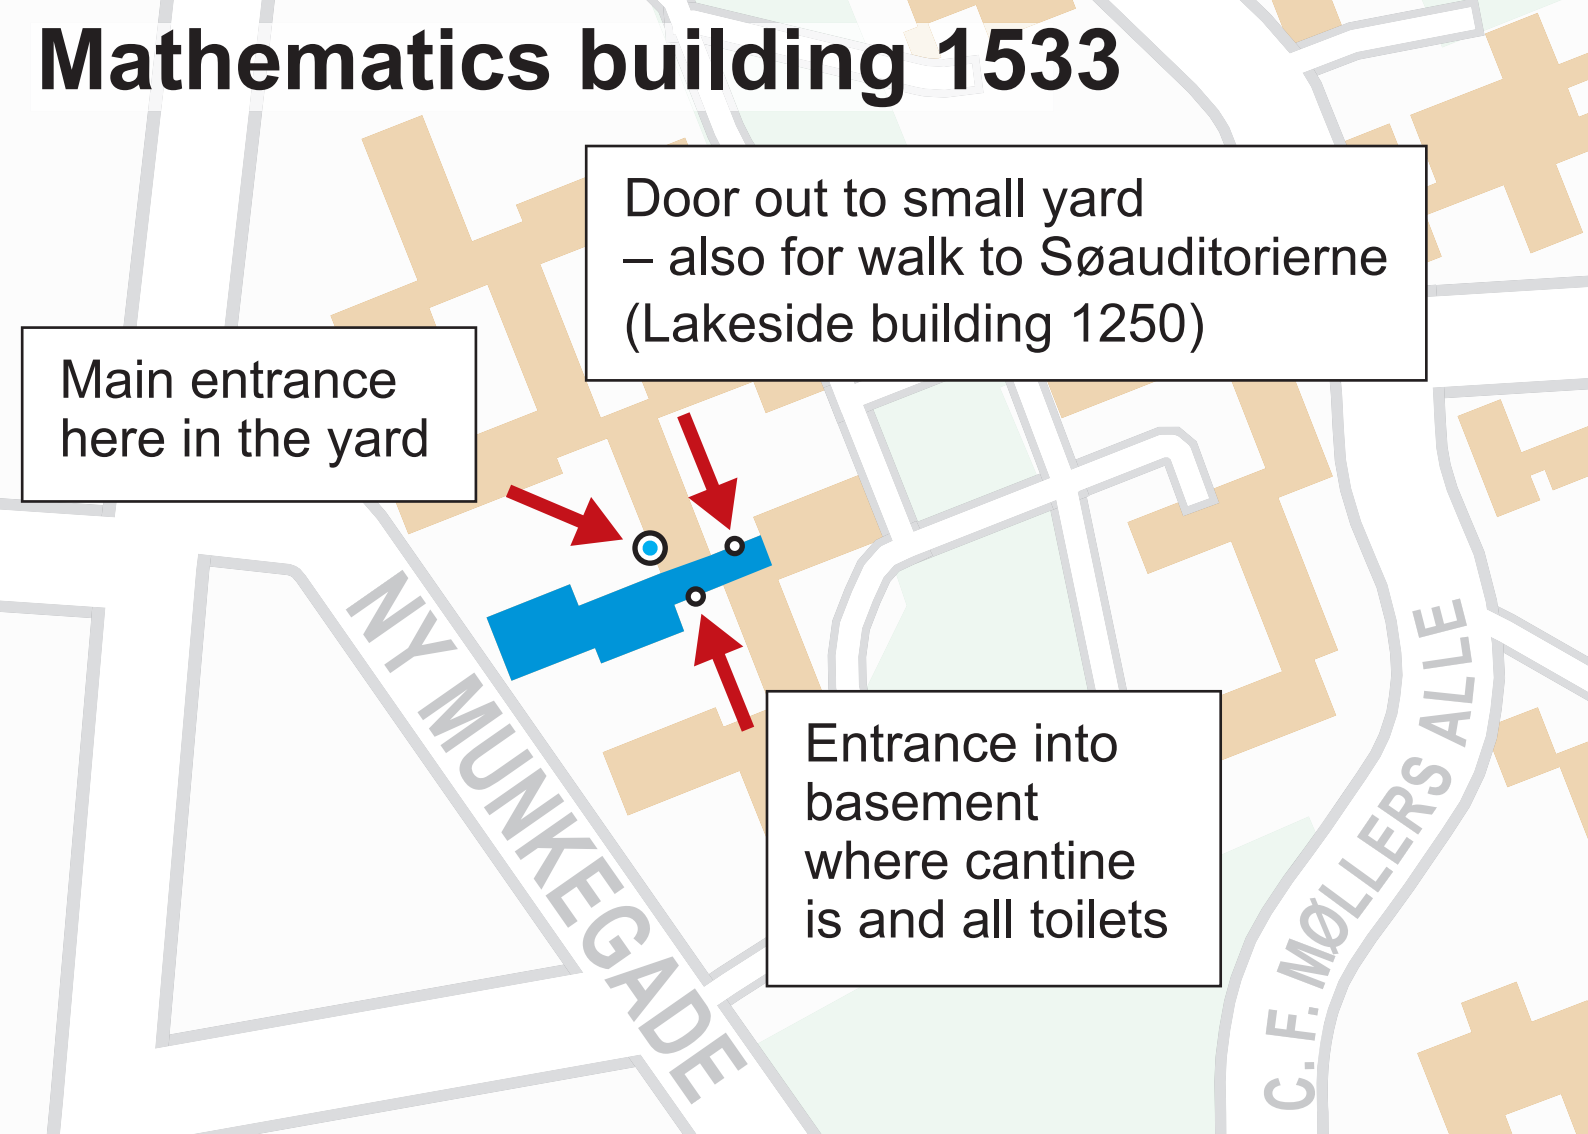 Mathematics building 1533
Door out to small yard
– also for walk to Søauditorierne
(Lakeside building 1250)
Main entrance
here in the yard
NY MUNKEGADE
Entrance into
basement
where cantine
is and all toilets
C. F. MØLLERS ALLE